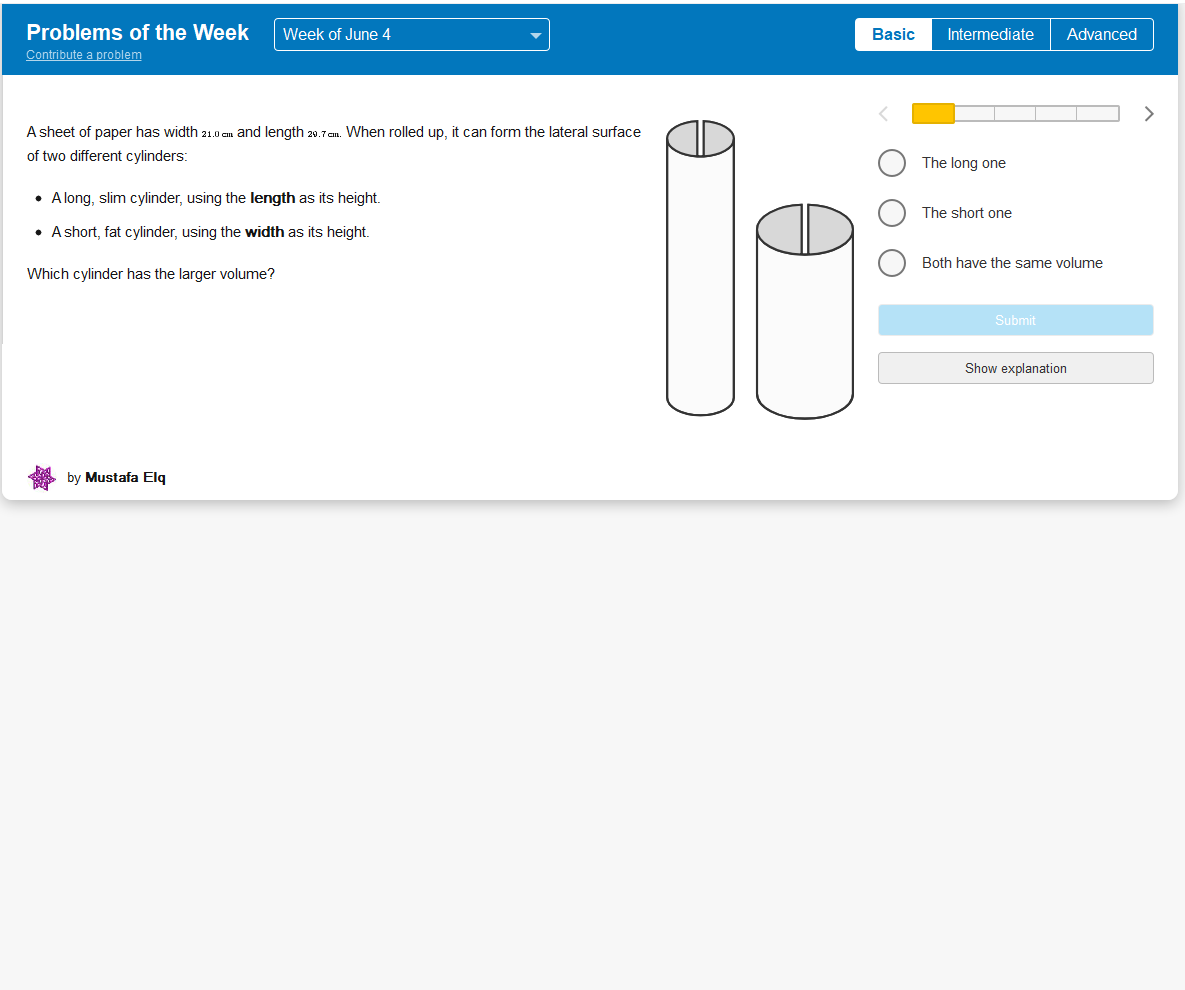 Problems of the Week
Contribute a problem
Week of June 4
Basic
Intermediate
Advanced
A sheet of paper has width 21.0 cm and length 29.7 cm. When rolled up, it can form the lateral surface
of two different cylinders:
• A long, slim cylinder, using the length as its height.
• A short, fat cylinder, using the width as its height.
Which cylinder has the larger volume?
The long one
The short one
Both have the same volume
Submit
Show explanation
by Mustafa Elq